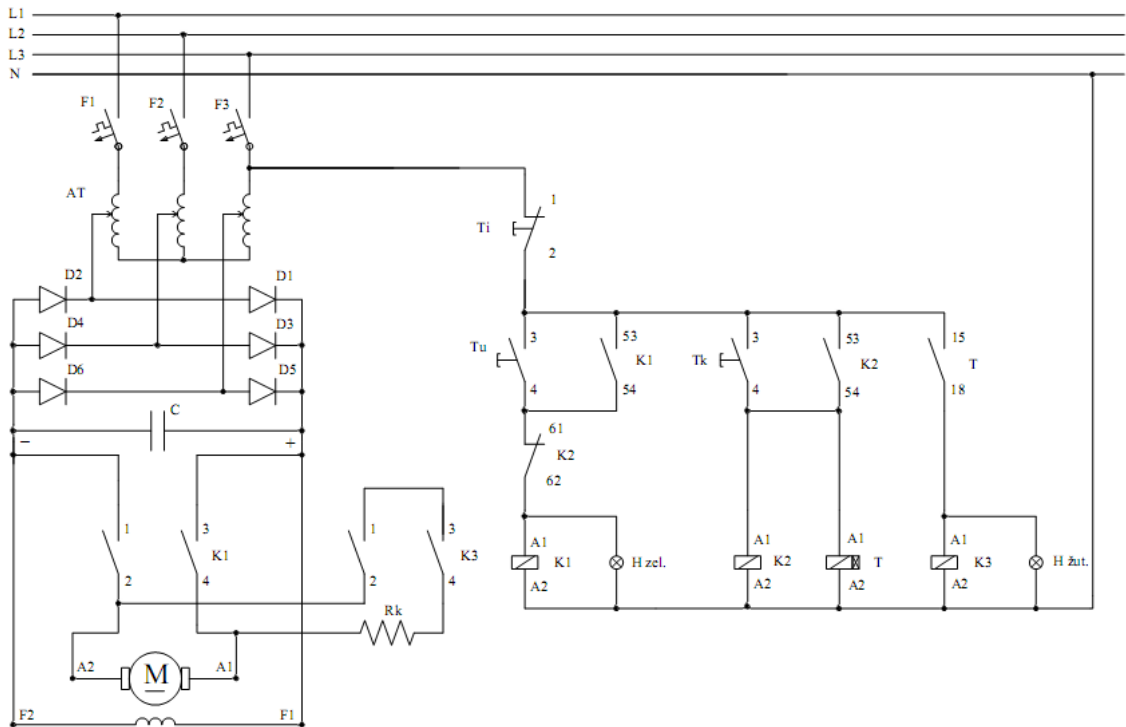 L1
L2
L3
N
F1 F2 F3
AT
1
Ti
2
D2 D1
D4 D3
D6 D5
C
− +
3 53 3 53 15
Tu K1 Tk K2 T
4 54 4 54 18
61
K2
62
1 3
K1
2 4
1 3
K3
2 4
A1 A1 A1 A1
K1 H zel. K2 T K3 H žut.
A2 A2 A2 A2
Rk
A2 M A1
F2 F1